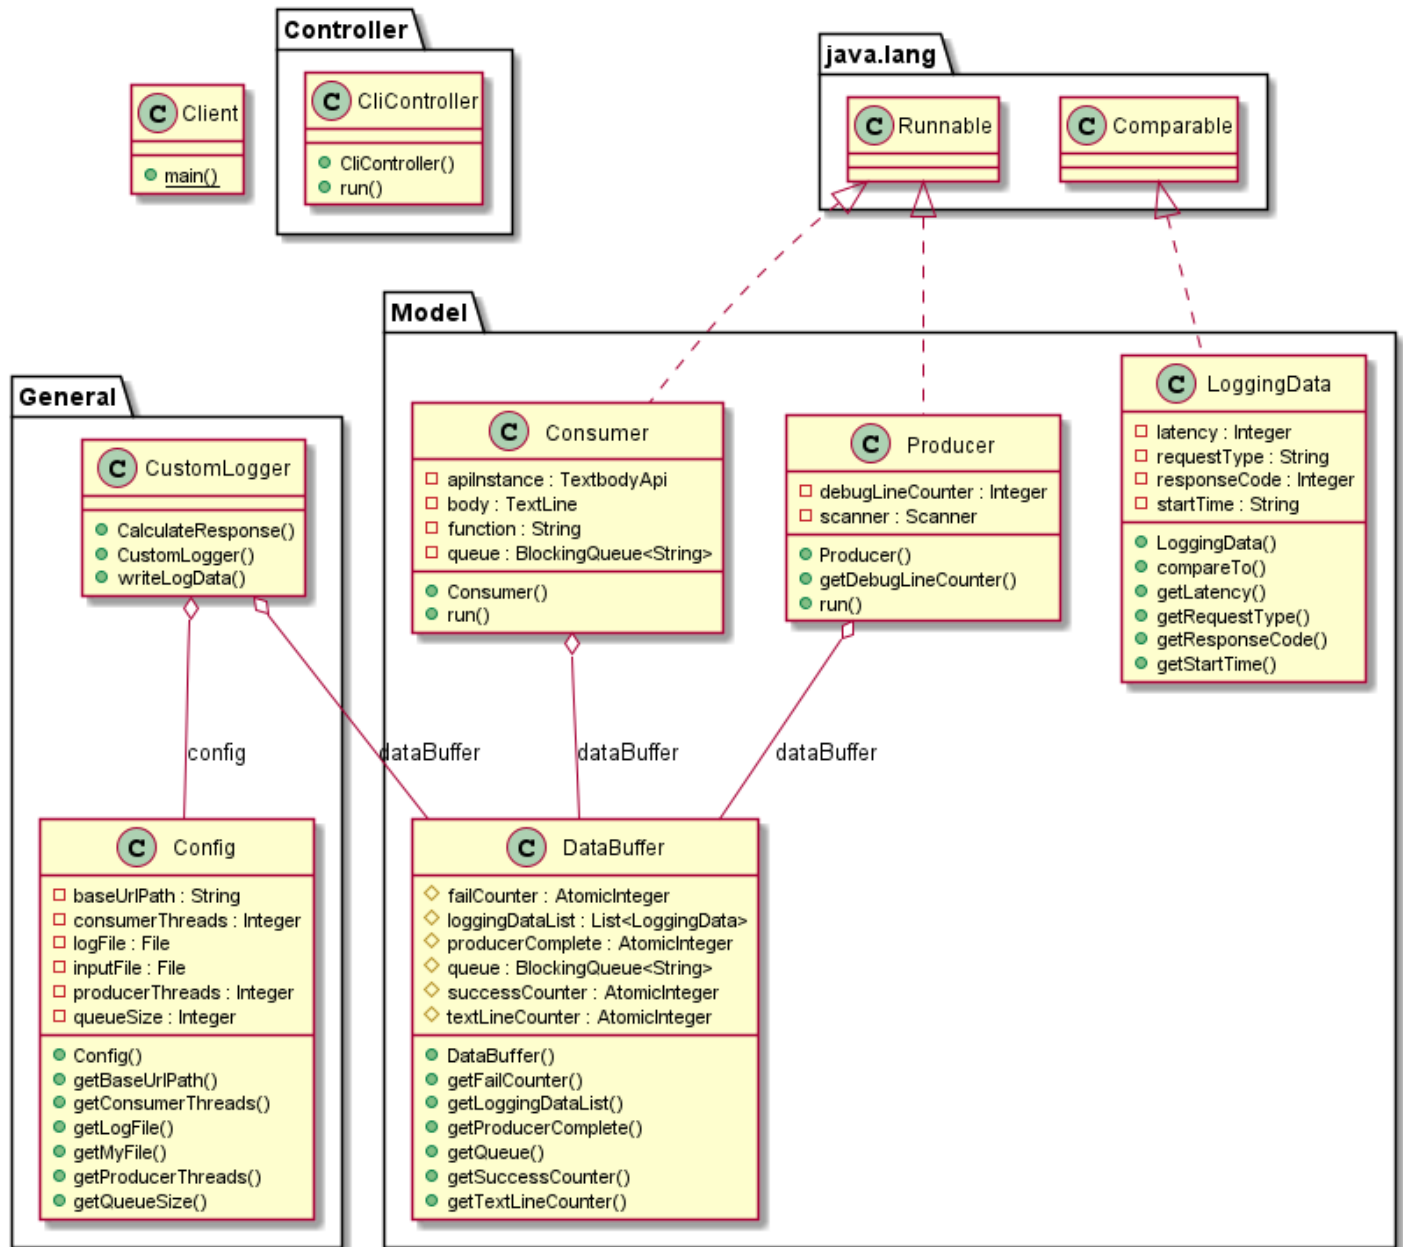 Controller
C CliController
CliController()
run()
C Client
main()
java.lang
C Runnable
C Comparable
Model
C Consumer
apiInstance : TextbodyApi
body : TextLine
function : String
queue : BlockingQueue<String>
Consumer()
run()
C Producer
debugLineCounter : Integer
scanner : Scanner
Producer()
getDebugLineCounter()
run()
C LoggingData
latency : Integer
requestType : String
responseCode : Integer
startTime : String
LoggingData()
compareTo()
getLatency()
getRequestType()
getResponseCode()
getStartTime()
General
C CustomLogger
CalculateResponse()
CustomLogger()
writeLogData()
config
dataBuffer
dataBuffer
dataBuffer
C Config
baseUrlPath : String
consumerThreads : Integer
logFile : File
inputFile : File
producerThreads : Integer
queueSize : Integer
Config()
getBaseUrlPath()
getConsumerThreads()
getLogFile()
getMyFile()
getProducerThreads()
getQueueSize()
C DataBuffer
failCounter : AtomicInteger
loggingDataList : List<LoggingData>
producerComplete : AtomicInteger
queue : BlockingQueue<String>
successCounter : AtomicInteger
textLineCounter : AtomicInteger
DataBuffer()
getFailCounter()
getLoggingDataList()
getProducerComplete()
getQueue()
getSuccessCounter()
getTextLineCounter()